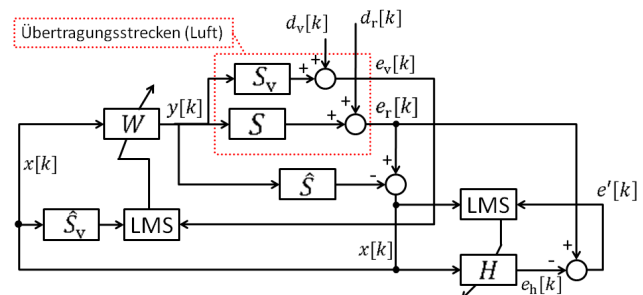 Übertragungsstrecken (Luft)
d_v[k]
d_r[k]
S_v
+
+
e_v[k]
W
y[k]
S
+
+
e_r[k]
x[k]
Ŝ
-
+
Ŝ_v
LMS
LMS
e'[k]
x[k]
H
e_h[k]
-
+